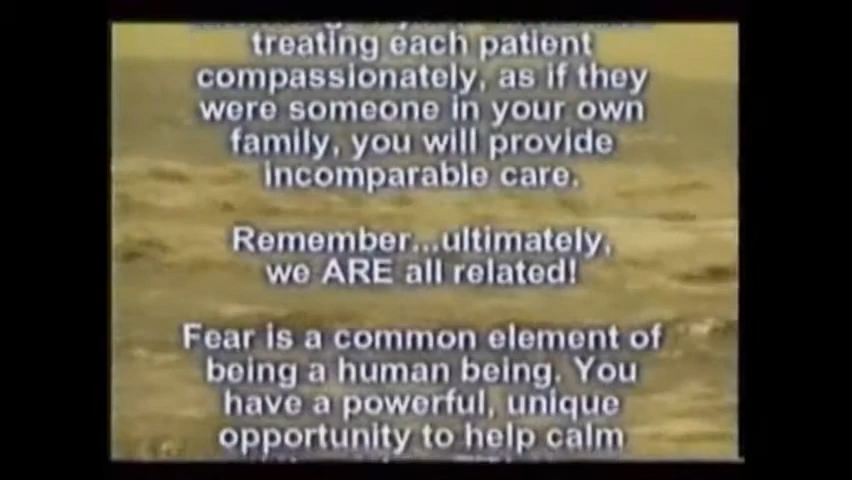 treating each patient
compassionately, as if they
were someone in your own
family, you will provide
incomparable care.
Remember...ultimately,
we ARE all related!
Fear is a common element of
being a human being. You
have a powerful, unique
opportunity to help calm